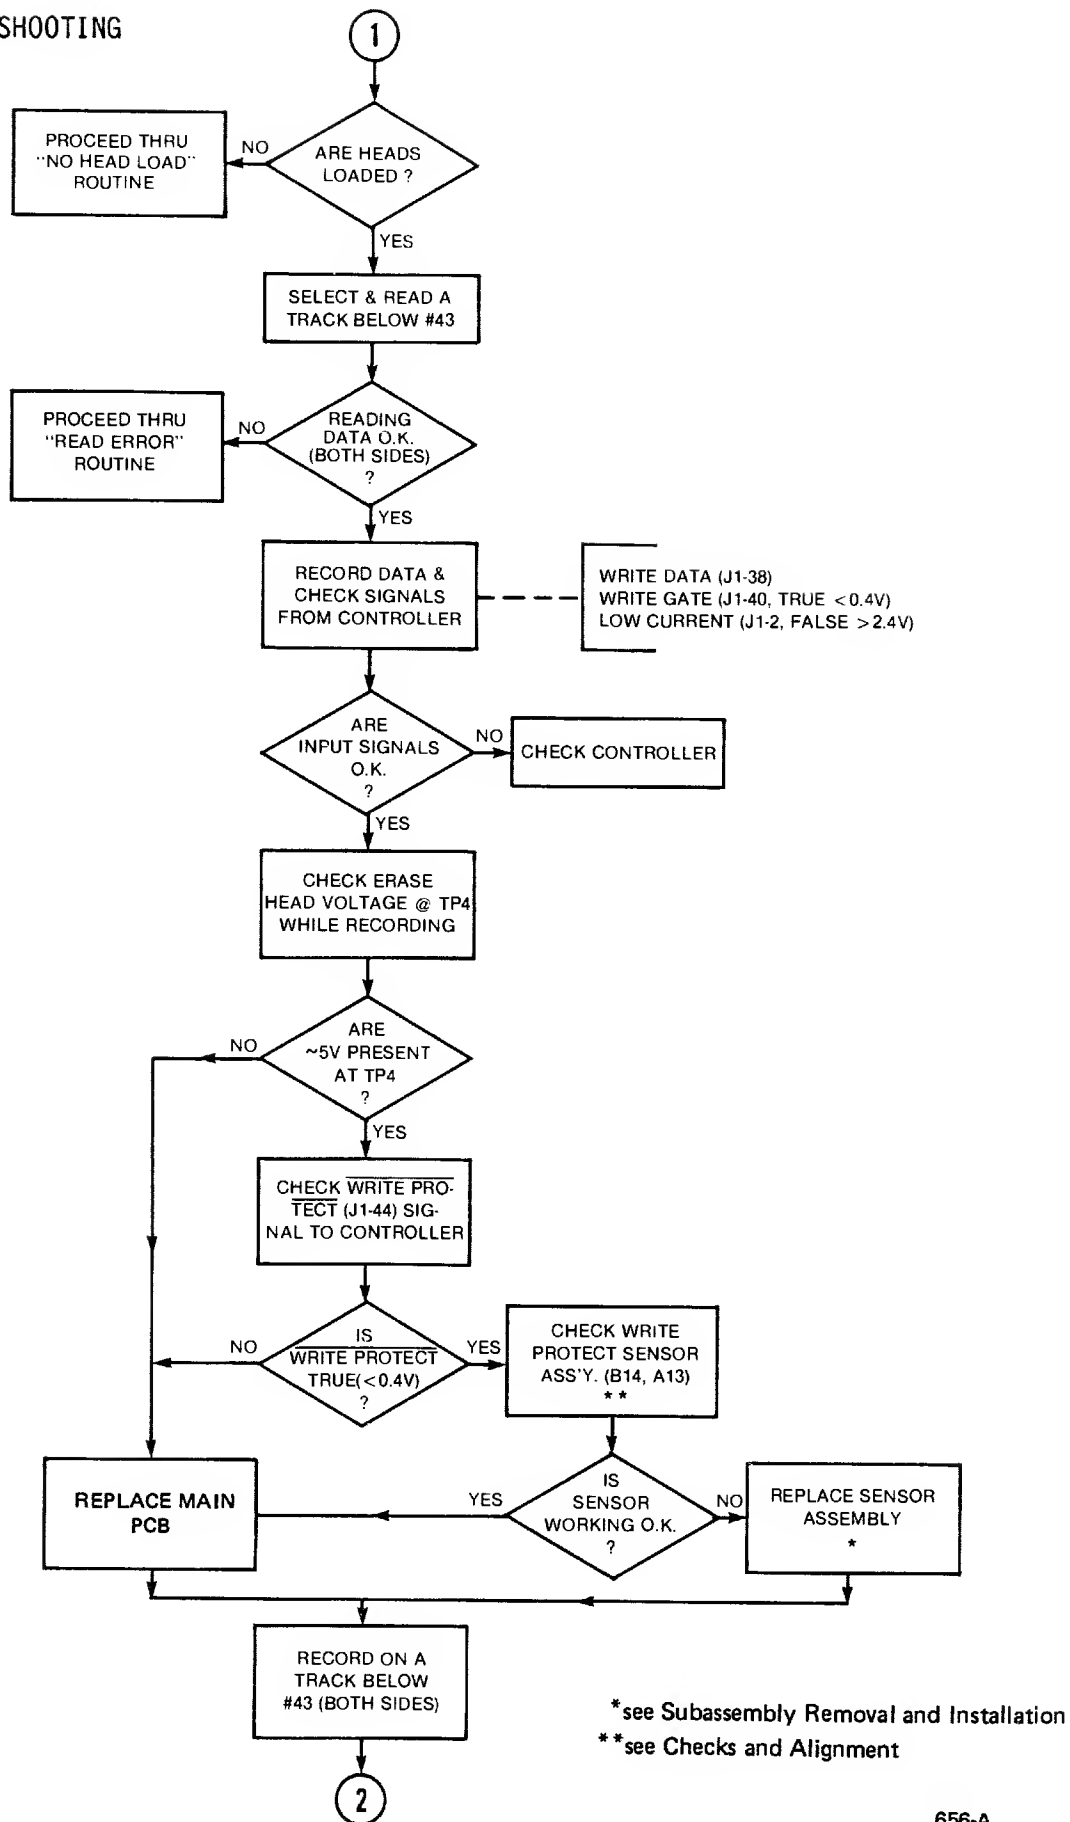 SHOOTING
1
ARE HEADS
LOADED ?
NO
PROCEED THRU
"NO HEAD LOAD"
ROUTINE
YES
SELECT & READ A
TRACK BELOW #43
READING
DATA O.K.
(BOTH SIDES)
?
NO
PROCEED THRU
"READ ERROR"
ROUTINE
YES
RECORD DATA &
CHECK SIGNALS
FROM CONTROLLER
WRITE DATA (J1-38)
WRITE GATE (J1-40, TRUE <0.4V)
LOW CURRENT (J1-2, FALSE >2.4V)
ARE
INPUT SIGNALS
O.K.
?
NO
CHECK CONTROLLER
YES
CHECK ERASE
HEAD VOLTAGE @ TP4
WHILE RECORDING
ARE
~5V PRESENT
AT TP4
?
NO
YES
CHECK WRITE PRO-
TECT (J1-44) SIG-
NAL TO CONTROLLER
IS
WRITE PROTECT
TRUE(<0.4V)
?
NO
YES
CHECK WRITE
PROTECT SENSOR
ASS'Y. (B14, A13)
**
IS
SENSOR
WORKING O.K.
?
YES
NO
REPLACE MAIN
PCB
REPLACE SENSOR
ASSEMBLY
*
RECORD ON A
TRACK BELOW
#43 (BOTH SIDES)
*see Subassembly Removal and Installation
**see Checks and Alignment
2
656-A